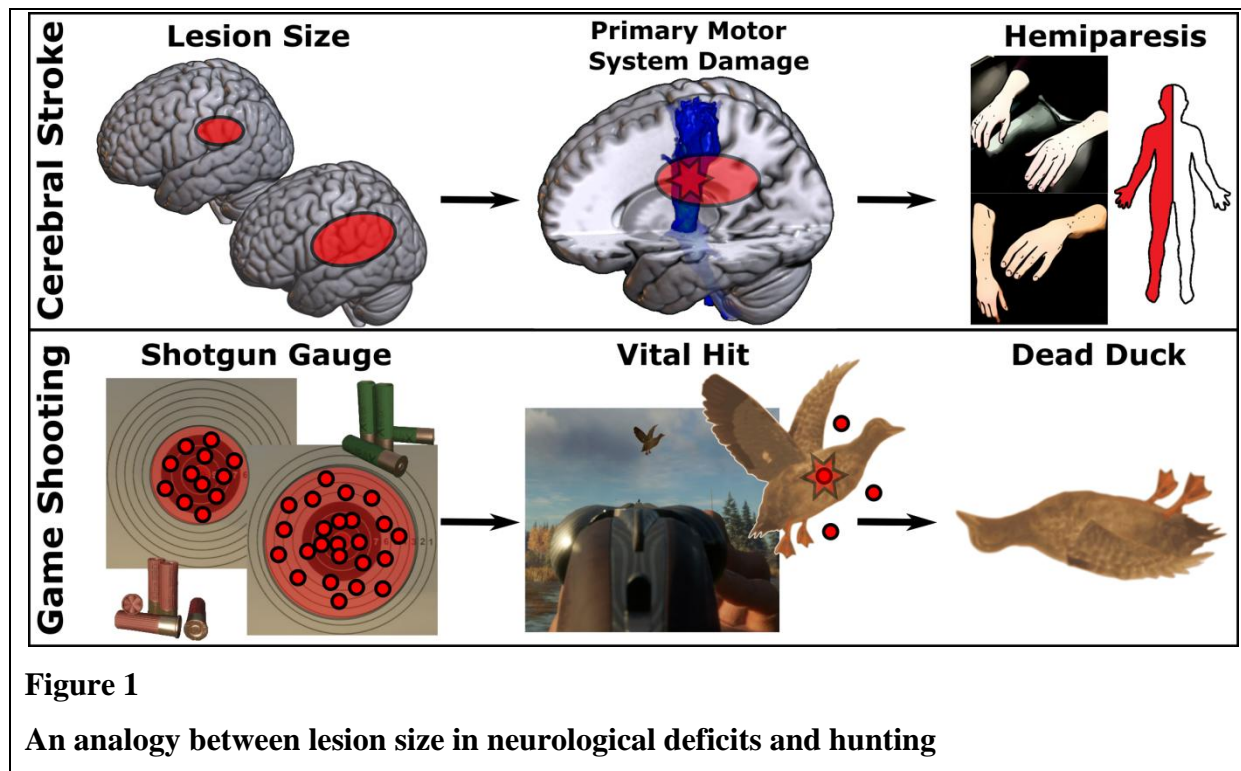 Cerebral Stroke
Lesion Size
Primary Motor
System Damage
Hemiparesis
Game Shooting
Shotgun Gauge
Vital Hit
Dead Duck
Figure 1
An analogy between lesion size in neurological deficits and hunting